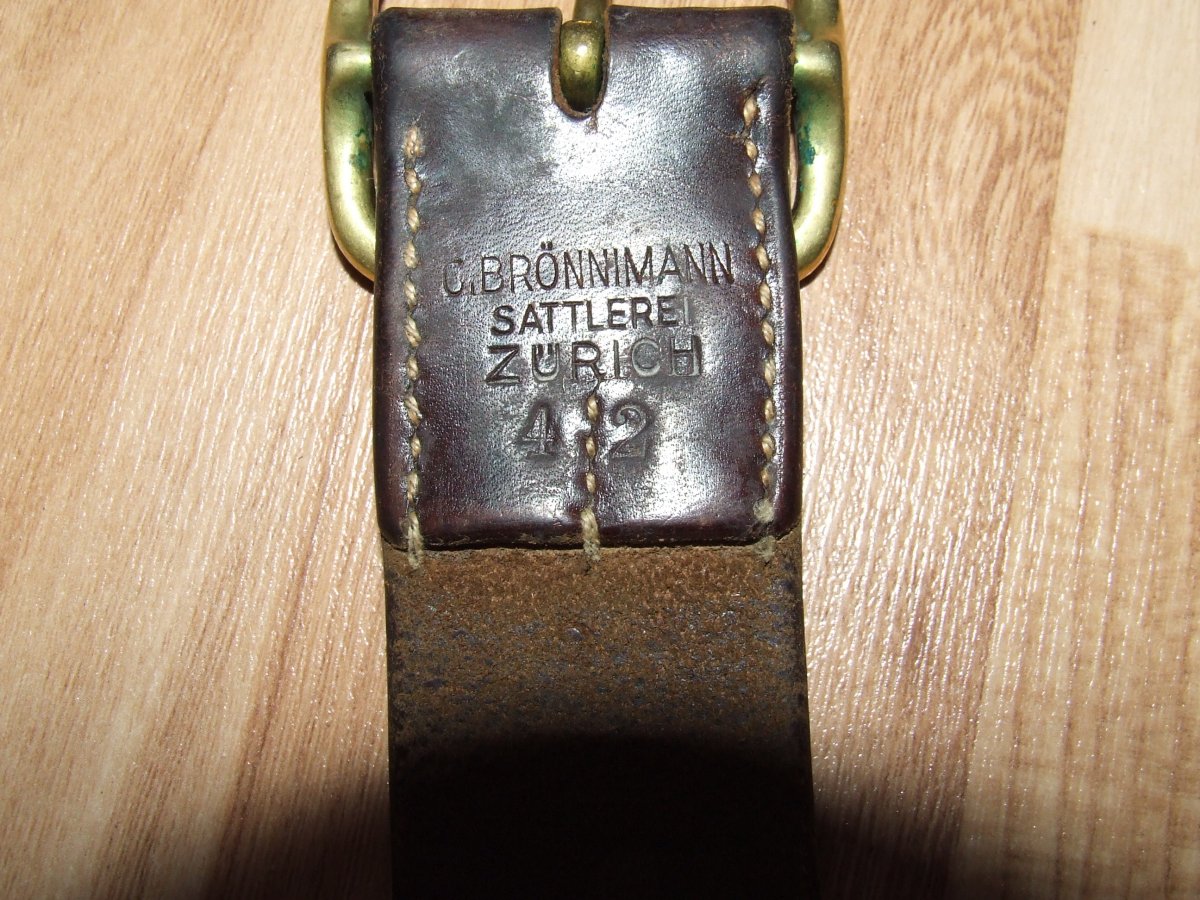 C. BRÖNNIMANN
SATTLEREI
ZÜRICH
42